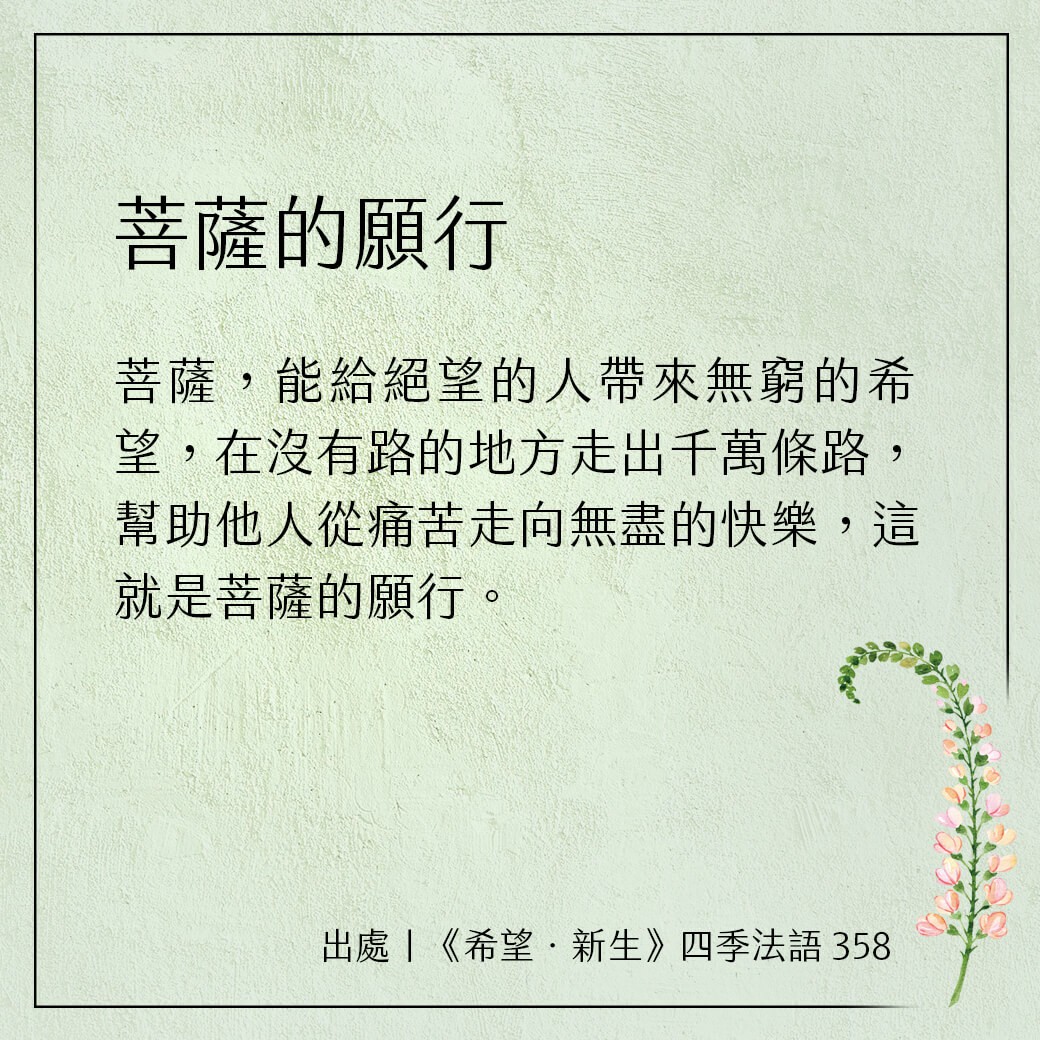 菩薩的願行
菩薩，能給絕望的人帶來無窮的希
望，在沒有路的地方走出千萬條路，
幫助他人從痛苦走向無盡的快樂，這
就是菩薩的願行。
出處｜《希望．新生》四季法語 358